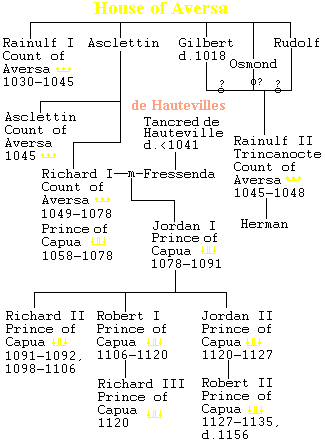 House of Aversa
Rainulf I
Count of
Aversa
1030-1045
Asclettin
Gilbert
d.1018
Osmond
Rudolf
? o? ?
Asclettin
Count of
Aversa
1045
de Hautevilles
Tancred de
Hauteville
d.<1041
Rainulf II
Trincanocte
Count of
Aversa
1045-1048
Richard I
Count of
Aversa
1049-1078
Prince of
Capua
1058-1078
m
Fressenda
Herman
Jordan I
Prince of
Capua
1078-1091
Richard II
Prince of
Capua
1091-1092,
1098-1106
Robert I
Prince of
Capua
1106-1120
Jordan II
Prince of
Capua
1120-1127
Richard III
Prince of
Capua
1120
Robert II
Prince of
Capua
1127-1135,
d.1156